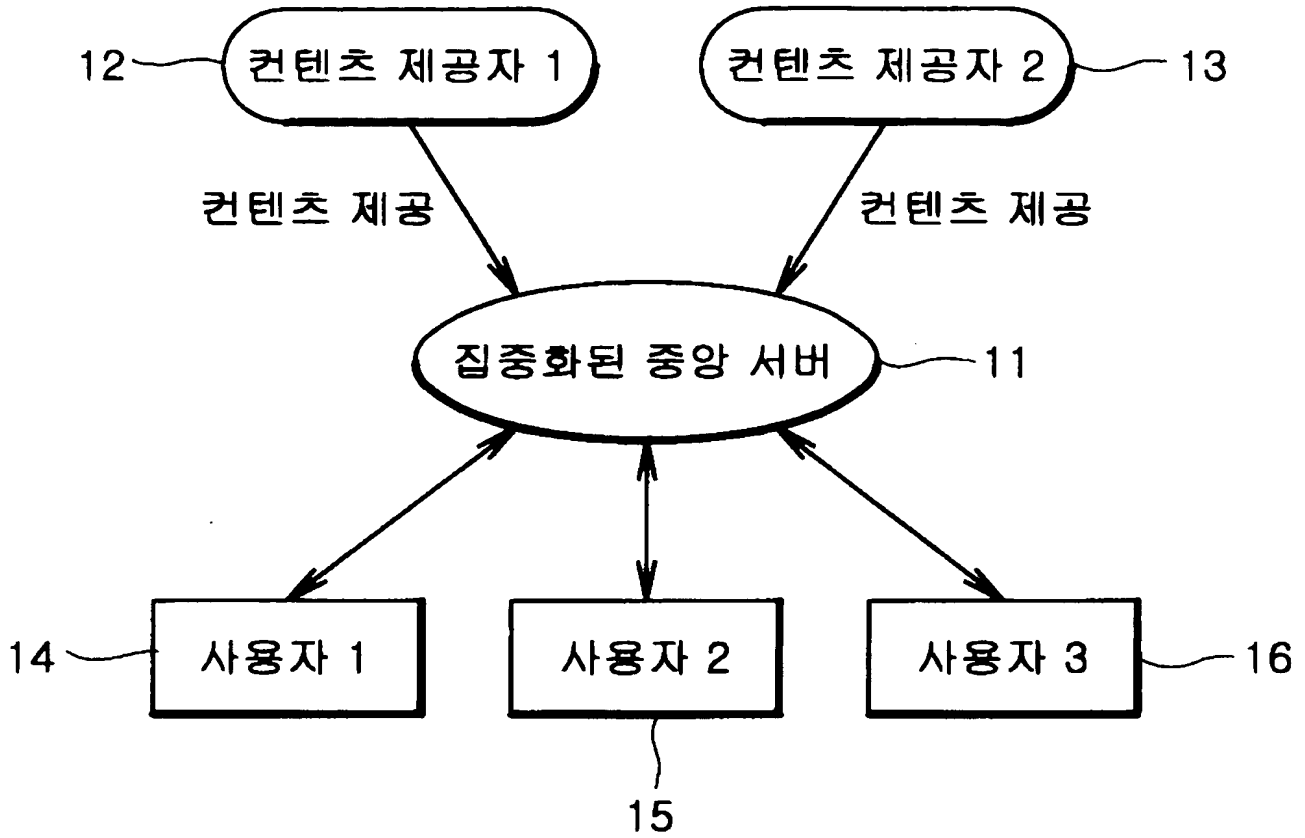 12
컨텐츠 제공자 1
컨텐츠 제공자 2
13
컨텐츠 제공
컨텐츠 제공
집중화된 중앙 서버
11
14
사용자 1
사용자 2
사용자 3
16
15